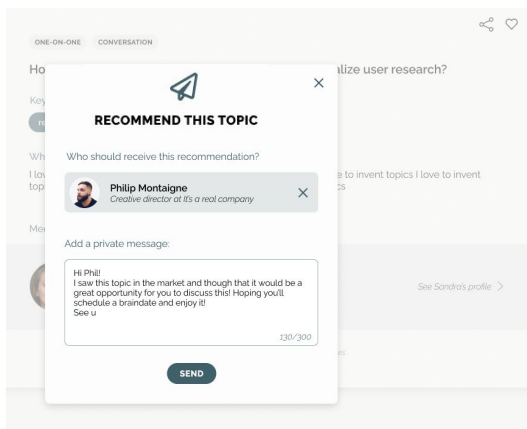 ONE-ON-ONE CONVERSATION
Ho
alize user research?
RECOMMEND THIS TOPIC
Key
Who should receive this recommendation?
Wh
I lov
e to invent topics I love to invent
top
cs
Philip Montaigne
Creative director at It's a real company
Mee
Add a private message:
Hi Phil!
I saw this topic in the market and though that it would be a
great opportunity for you to discuss this! Hoping you'll
schedule a braindate and enjoy it!
See u
See Sandra's profile
130/300
SEND